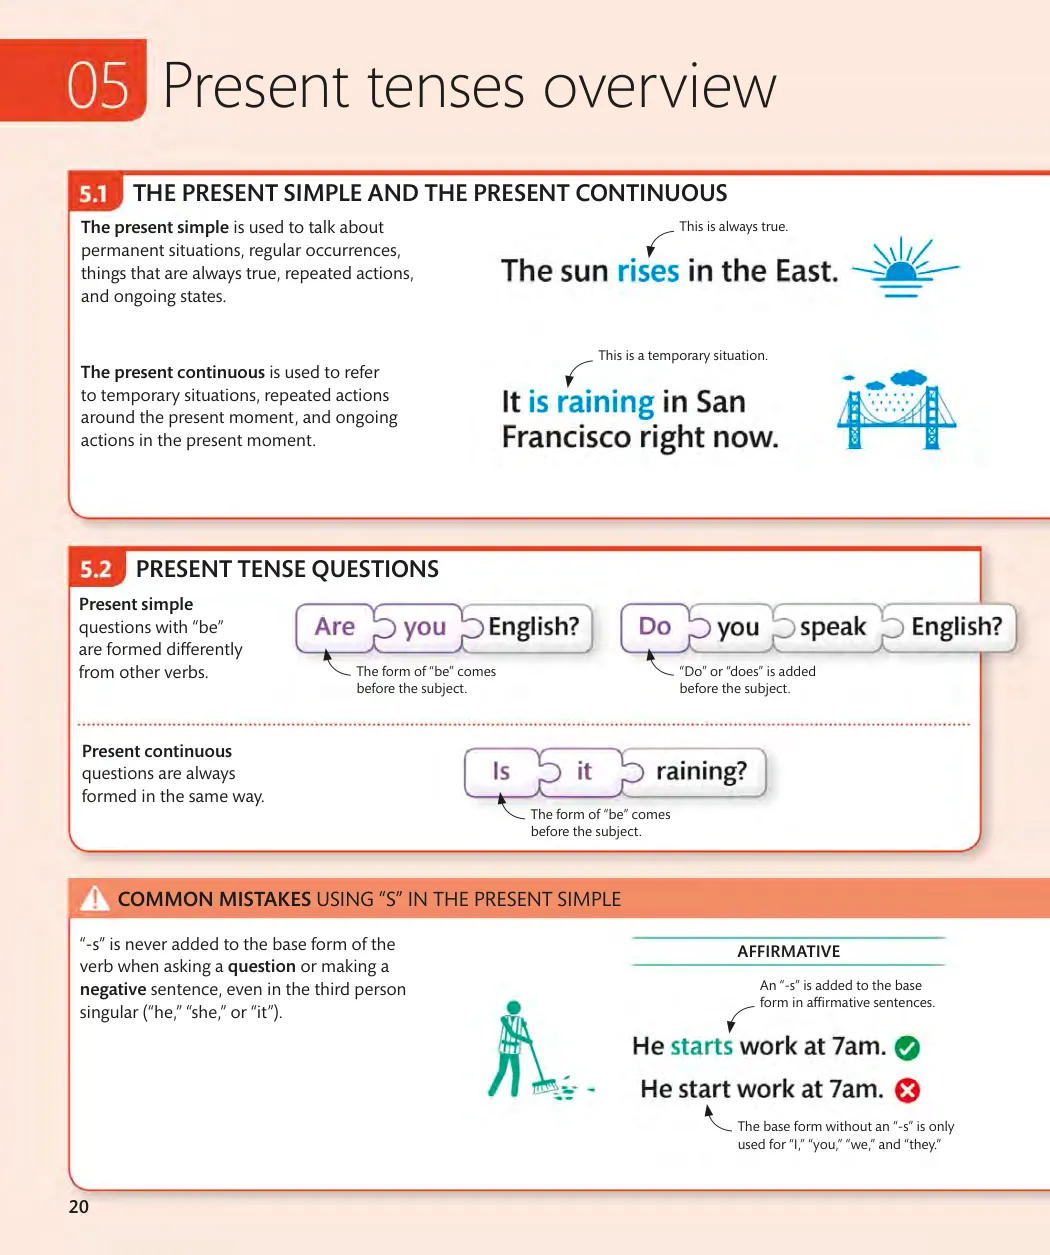 05 Present tenses overview
5.1 THE PRESENT SIMPLE AND THE PRESENT CONTINUOUS
The present simple is used to talk about
permanent situations, regular occurrences,
things that are always true, repeated actions,
and ongoing states.
This is always true.
The sun rises in the East.
The present continuous is used to refer
to temporary situations, repeated actions
around the present moment, and ongoing
actions in the present moment.
This is a temporary situation.
It is raining in San
Francisco right now.
5.2 PRESENT TENSE QUESTIONS
Present simple
questions with “be”
are formed differently
from other verbs.
Are you English?
The form of “be” comes
before the subject.
Do you speak English?
“Do” or “does” is added
before the subject.
Present continuous
questions are always
formed in the same way.
Is it raining?
The form of “be” comes
before the subject.
COMMON MISTAKES USING “S” IN THE PRESENT SIMPLE
“-s” is never added to the base form of the
verb when asking a question or making a
negative sentence, even in the third person
singular (“he,” “she,” or “it”).
AFFIRMATIVE
An “-s” is added to the base
form in affirmative sentences.
He starts work at 7am.
He start work at 7am.
The base form without an “-s” is only
used for “I,” “you,” “we,” and “they.”
20